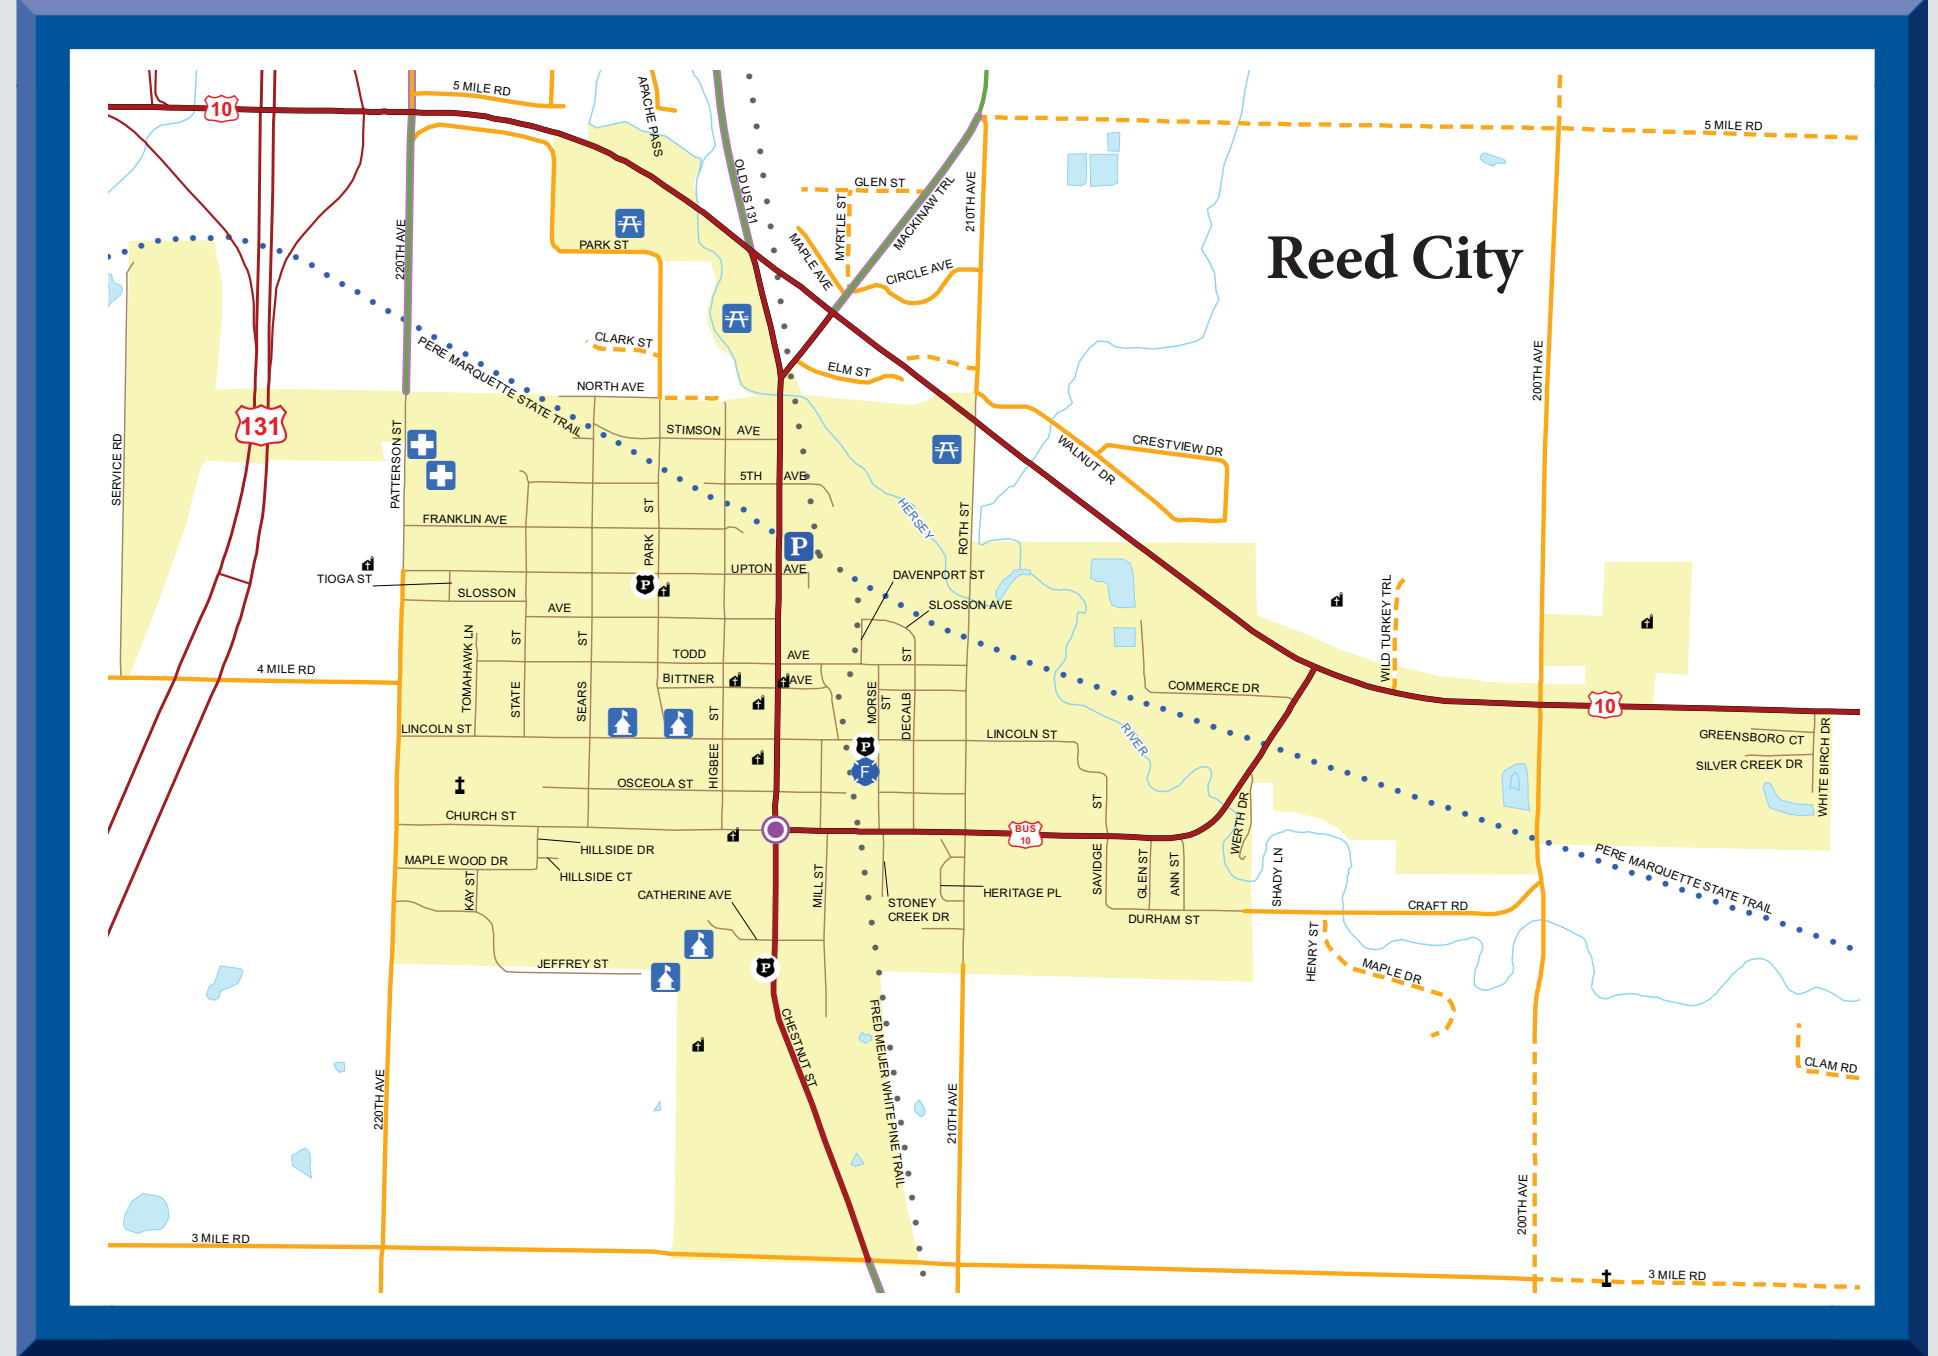 5 MILE RD
APACHE PASS
10
5 MILE RD
OLD US 131
GLEN ST
MYRTLE ST
MACKINAW TRL
210TH AVE
220TH AVE
PARK ST
MAPLE AVE
CIRCLE AVE
Reed City
CLARK ST
PERE MARQUETTE STATE TRAIL
ELM ST
200TH AVE
NORTH AVE
131
STIMSON AVE
PATTERSON ST
SERVICE RD
WALNUT DR
CRESTVIEW DR
5TH AVE
HERSEY
ROTH ST
FRANKLIN AVE
PARK ST
P
UPTON AVE
TIOGA ST
DAVENPORT ST
SLOSSON AVE
P
SLOSSON AVE
WILD TURKEY TRL
TOMAHAWK LN
STATE ST
SEARS ST
TODD AVE
4 MILE RD
BITTNER AVE
MORSE ST
DECALB ST
COMMERCE DR
10
HIGBEE ST
LINCOLN ST
LINCOLN ST
RIVER
GREENSBORO CT
SILVER CREEK DR
WHITE BIRCH DR
P
F
OSCEOLA ST
CHURCH ST
BUS
10
SAVIDGE ST
WERTH DR
HILLSIDE DR
MAPLE WOOD DR
HILLSIDE CT
KAY ST
CATHERINE AVE
MILL ST
STONEY
CREEK DR
HERITAGE PL
GLEN ST
ANN ST
SHADY LN
PERE MARQUETTE STATE TRAIL
CRAFT RD
DURHAM ST
HENRY ST
MAPLE DR
JEFFREY ST
P
CHESTNUT ST
FRED MEIJER WHITE PINE TRAIL
CLAM RD
220TH AVE
210TH AVE
200TH AVE
3 MILE RD
3 MILE RD